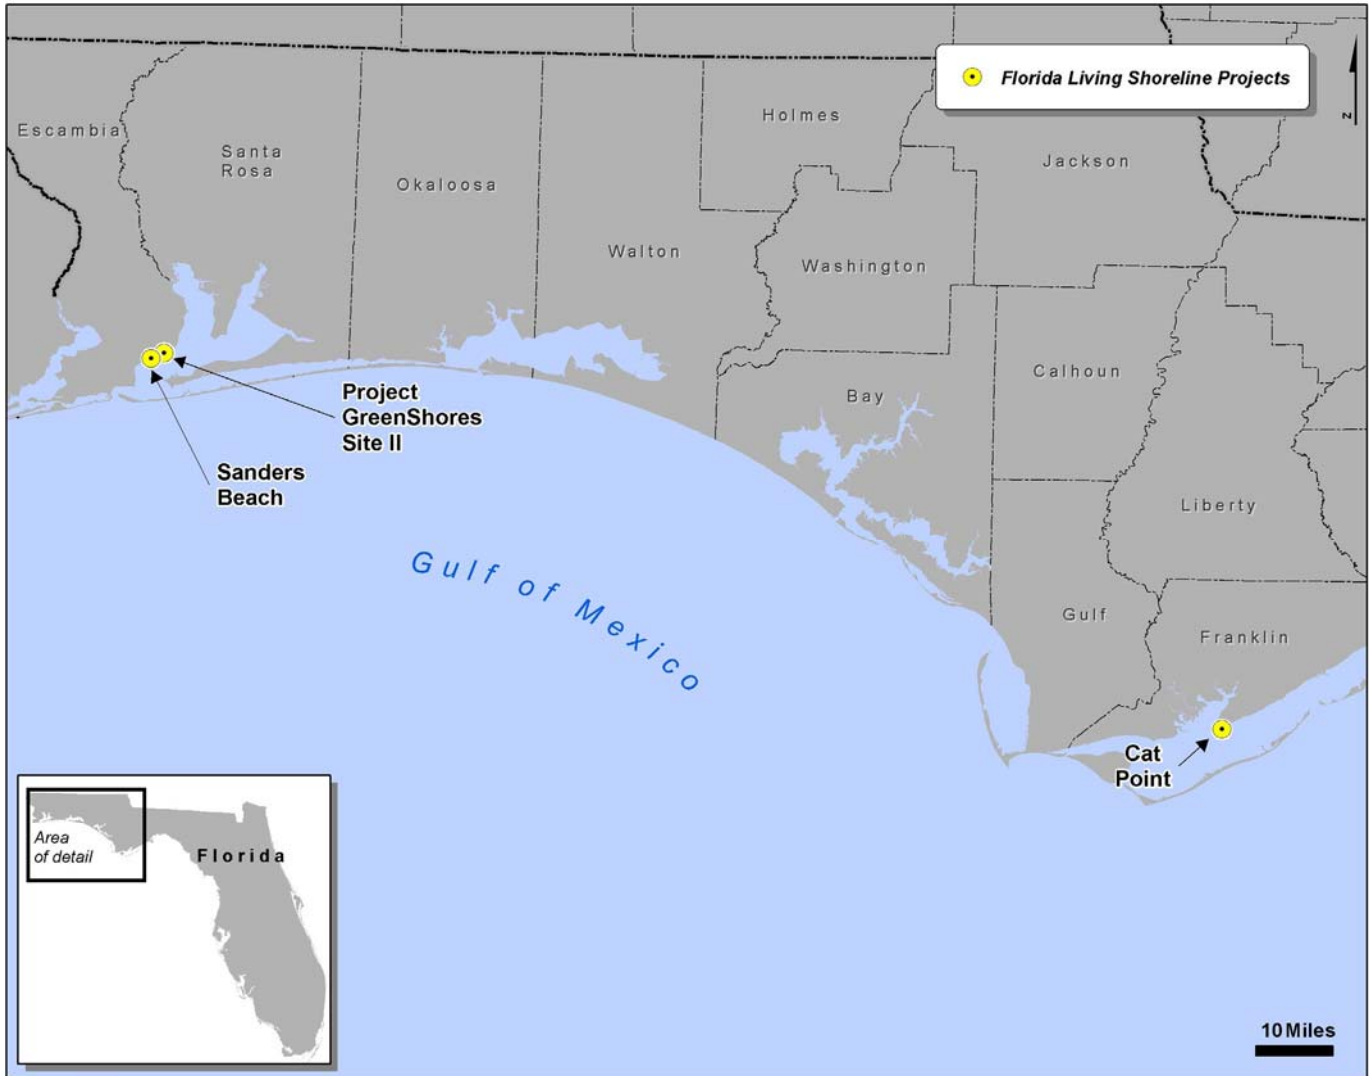 Florida Living Shoreline Projects
N
Escambia
Santa
Rosa
Okaloosa
Holmes
Jackson
Walton
Washington
Calhoun
Bay
Project
GreenShores
Site II
Sanders
Beach
Liberty
Gulf of Mexico
Gulf
Franklin
Cat
Point
Area
of detail
Florida
10 Miles